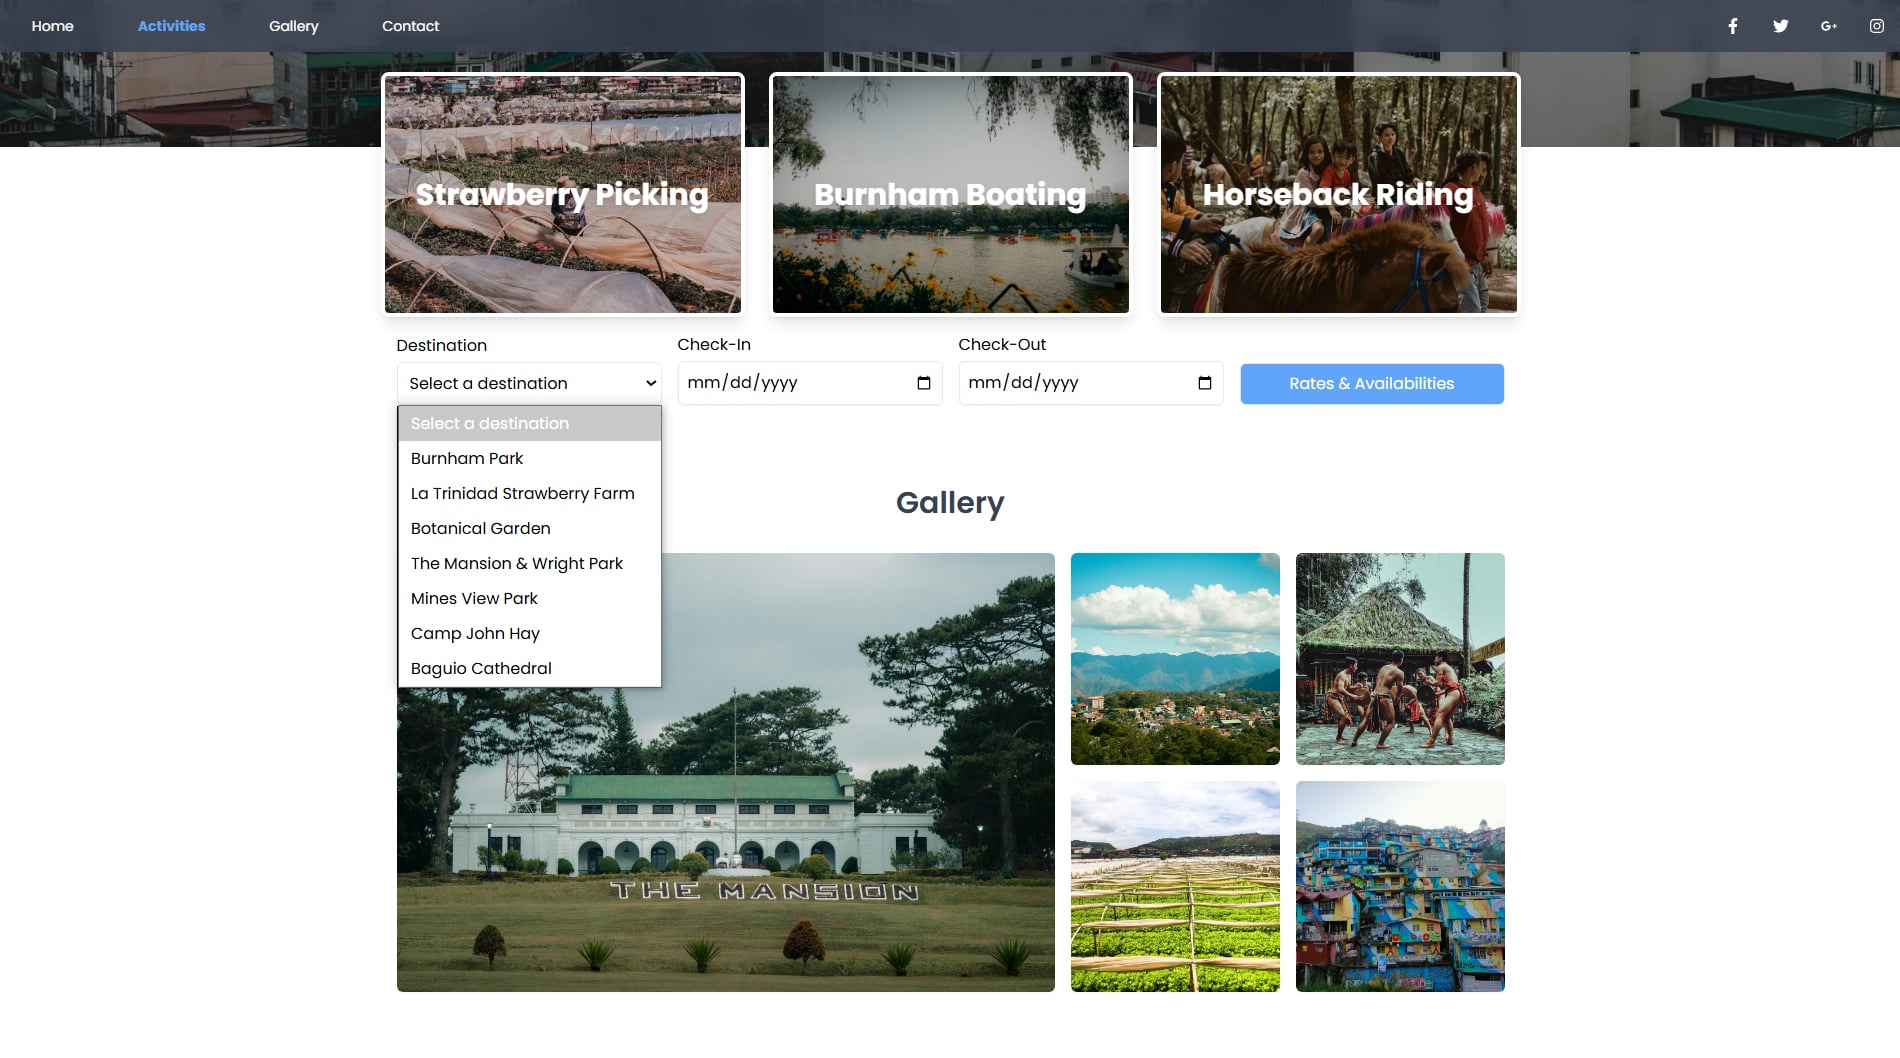 Home
Activities
Gallery
Contact
Strawberry Picking
Burnham Boating
Horseback Riding
Destination
Check-In
Check-Out
Select a destination
mm/dd/yyyy
mm/dd/yyyy
Rates & Availabilities
Select a destination
Burnham Park
La Trinidad Strawberry Farm
Botanical Garden
The Mansion & Wright Park
Mines View Park
Camp John Hay
Baguio Cathedral
Gallery
THE MANSION